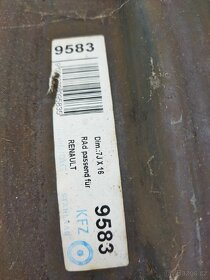 9583
Dim.:7J X 16
RAd passend für
RENAULT
9583
KFZ